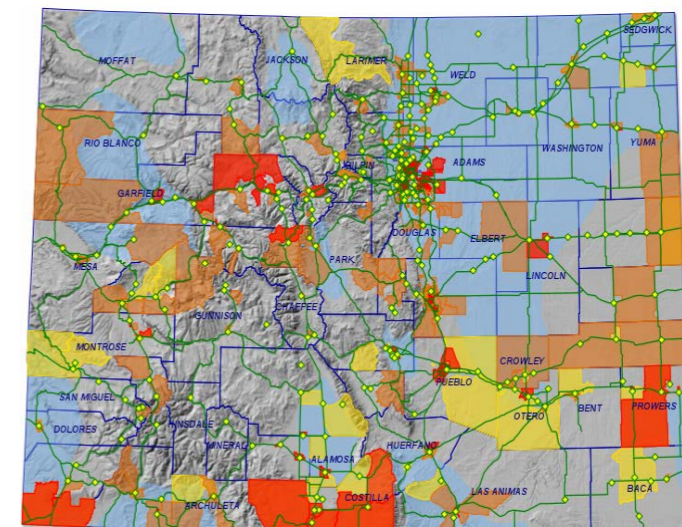 SEDGWICK
MOFFAT
JACKSON
LARIMER
WELD
RIO BLANCO
WASHINGTON
YUMA
GILPIN
ADAMS
GARFIELD
DOUGLAS
ELBERT
PARK
MESA
LINCOLN
CHAFFEE
GUNNISON
MONTROSE
CROWLEY
PUEBLO
SAN MIGUEL
BENT
PROWERS
OTERO
HINSDALE
DOLORES
MINERAL
HUERFANO
ALAMOSA
BACA
LAS ANIMAS
COSTILLA
ARCHULETA